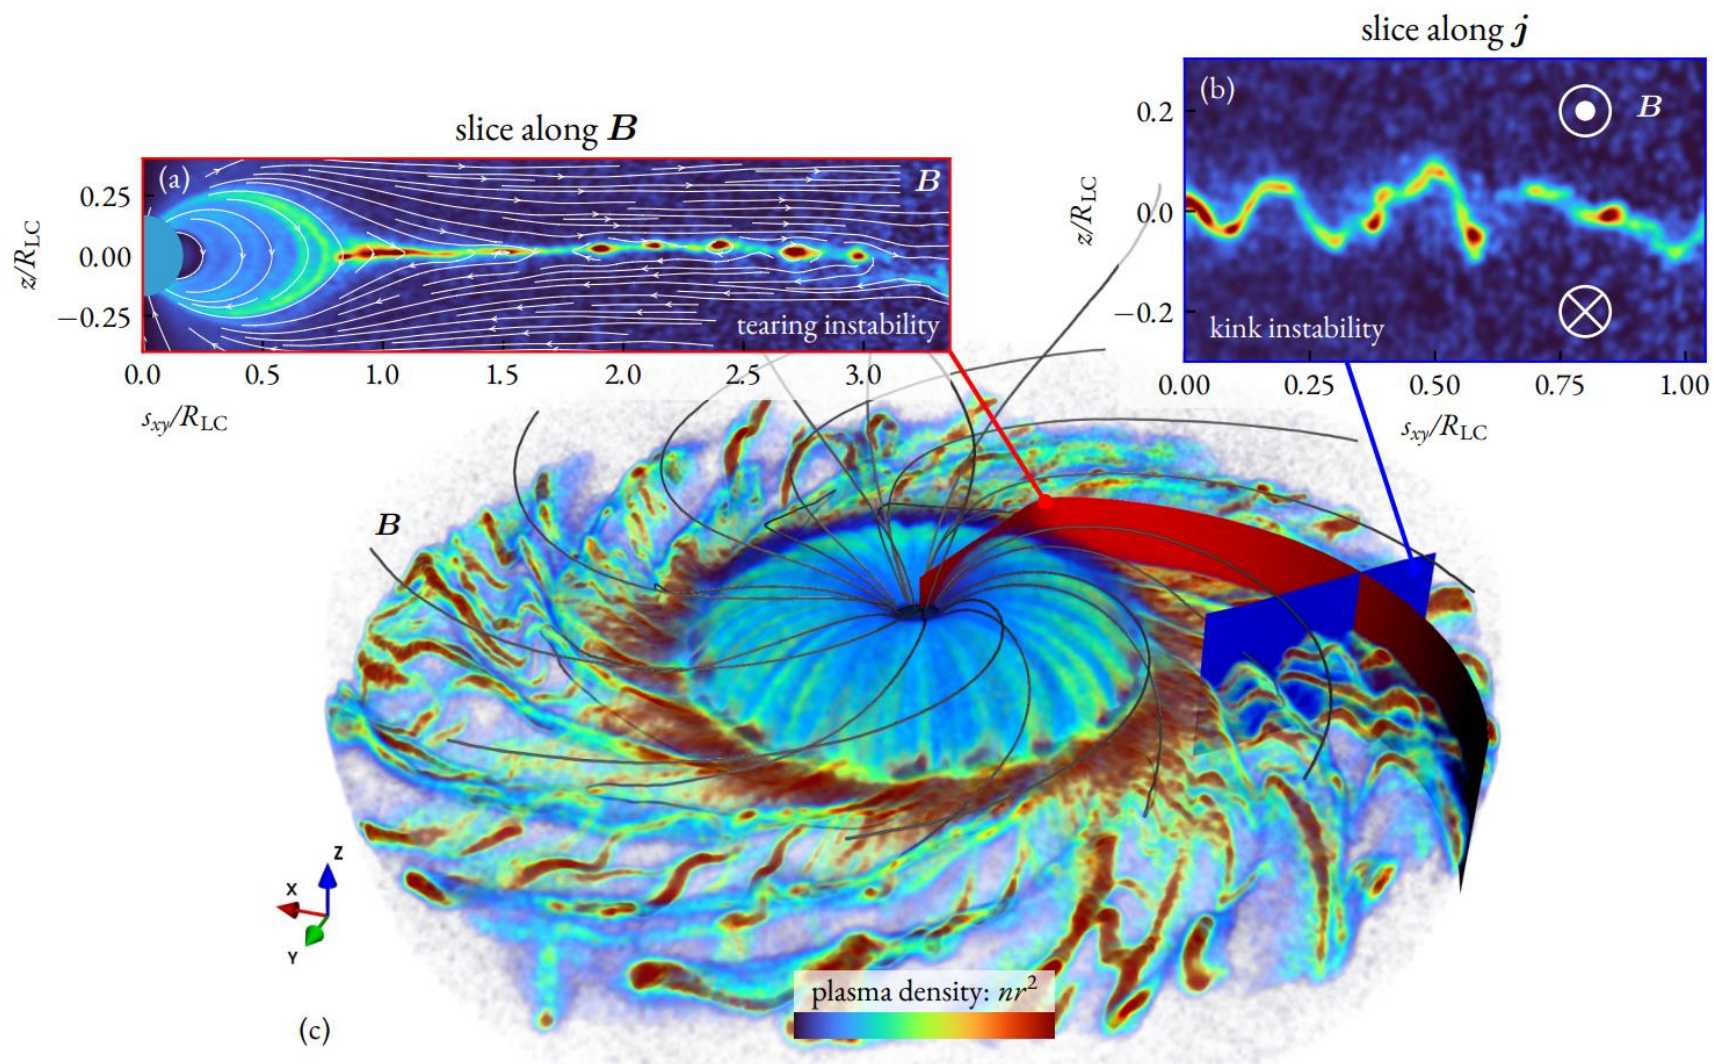 slice along B
(a)
B
tearing instability
z/R_LC
0.25
0.00
−0.25
0.0 0.5 1.0 1.5 2.0 2.5 3.0
s_xy/R_LC
slice along j
(b)
B
kink instability
z/R_LC
0.2
0.0
−0.2
0.00 0.25 0.50 0.75 1.00
s_xy/R_LC
B
X
Z
Y
(c)
plasma density: nr²